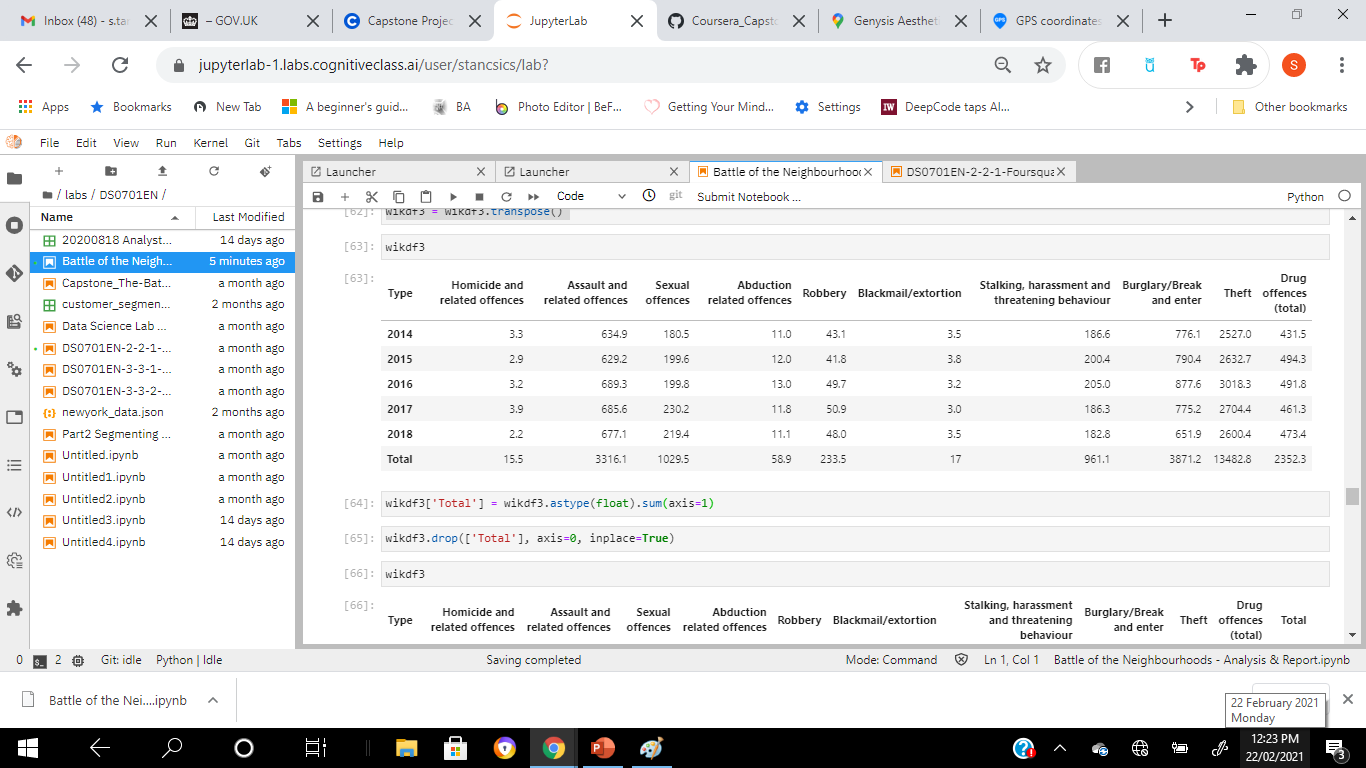 Inbox (48) - s.tar
– GOV.UK
Capstone Projec
JupyterLab
Coursera_Capst
Genysis Aestheti
GPS coordinates
jupyterlab-1.labs.cognitiveclass.ai/user/stancsics/lab?
S
Apps
Bookmarks
New Tab
A beginner's guid...
BA
Photo Editor | BeF...
Getting Your Mind...
Settings
DeepCode taps AI...
Other bookmarks
File Edit View Run Kernel Git Tabs Settings Help
/ labs / DS0701EN /
Name Last Modified
20200818 Analyst... 14 days ago
Battle of the Neigh... 5 minutes ago
Capstone_The-Bat... a month ago
customer_segmen... 2 months ago
Data Science Lab ... a month ago
DS0701EN-2-2-1-... a month ago
DS0701EN-3-3-1-... a month ago
DS0701EN-3-3-2-... a month ago
newyork_data.json 2 months ago
Part2 Segmenting ... a month ago
Untitled.ipynb a month ago
Untitled1.ipynb a month ago
Untitled2.ipynb a month ago
Untitled3.ipynb 14 days ago
Untitled4.ipynb 14 days ago
Launcher
Launcher
Battle of the Neighbourhood
DS0701EN-2-2-1-Foursqua
Code
git
Submit Notebook ...
Python
[62]: wikdf3 = wikdf3.transpose()
[63]: wikdf3
[63]:
Type Homicide and related offences Assault and related offences Sexual offences Abduction related offences Robbery Blackmail/extortion Stalking, harassment and threatening behaviour Burglary/Break and enter Theft Drug offences (total)
2014 3.3 634.9 180.5 11.0 43.1 3.5 186.6 776.1 2527.0 431.5
2015 2.9 629.2 199.6 12.0 41.8 3.8 200.4 790.4 2632.7 494.3
2016 3.2 689.3 199.8 13.0 49.7 3.2 205.0 877.6 3018.3 491.8
2017 3.9 685.6 230.2 11.8 50.9 3.0 186.3 775.2 2704.4 461.3
2018 2.2 677.1 219.4 11.1 48.0 3.5 182.8 651.9 2600.4 473.4
Total 15.5 3316.1 1029.5 58.9 233.5 17 961.1 3871.2 13482.8 2352.3
[64]: wikdf3['Total'] = wikdf3.astype(float).sum(axis=1)
[65]: wikdf3.drop(['Total'], axis=0, inplace=True)
[66]: wikdf3
[66]:
Type Homicide and related offences Assault and related offences Sexual offences Abduction related offences Robbery Blackmail/extortion Stalking, harassment and threatening behaviour Burglary/Break and enter Theft Drug offences (total) Total
0 2 Git: idle Python | Idle Saving completed Mode: Command Ln 1, Col 1 Battle of the Neighbourhoods - Analysis & Report.ipynb
Battle of the Nei....ipynb
22 February 2021
Monday
12:23 PM
22/02/2021
3